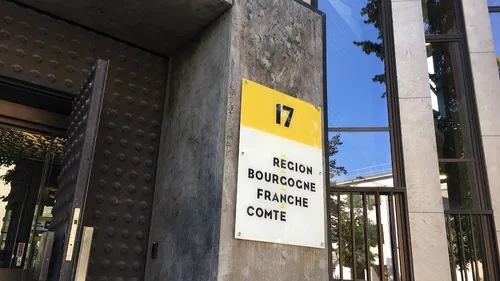 17
REGION
BOURGOGNE
FRANCHE
COMTE